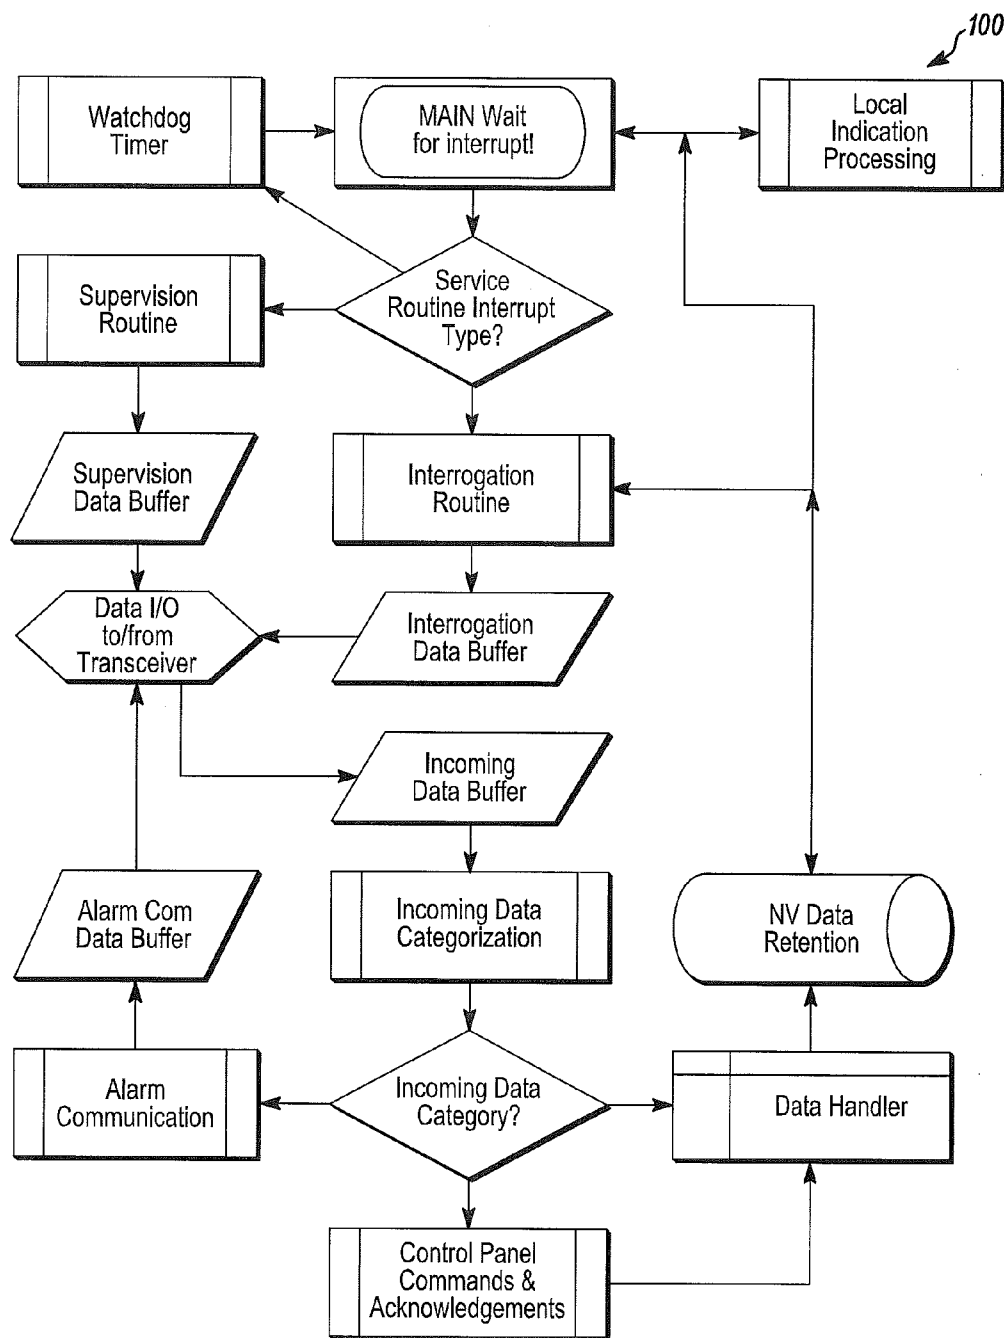 100
Watchdog
Timer
MAIN Wait
for interrupt!
Local
Indication
Processing
Service
Routine Interrupt
Type?
Supervision
Routine
Supervision
Data Buffer
Interrogation
Routine
Data I/O
to/from
Transceiver
Interrogation
Data Buffer
Incoming
Data Buffer
Alarm Com
Data Buffer
Incoming Data
Categorization
NV Data
Retention
Alarm
Communication
Incoming Data
Category?
Data Handler
Control Panel
Commands &
Acknowledgements